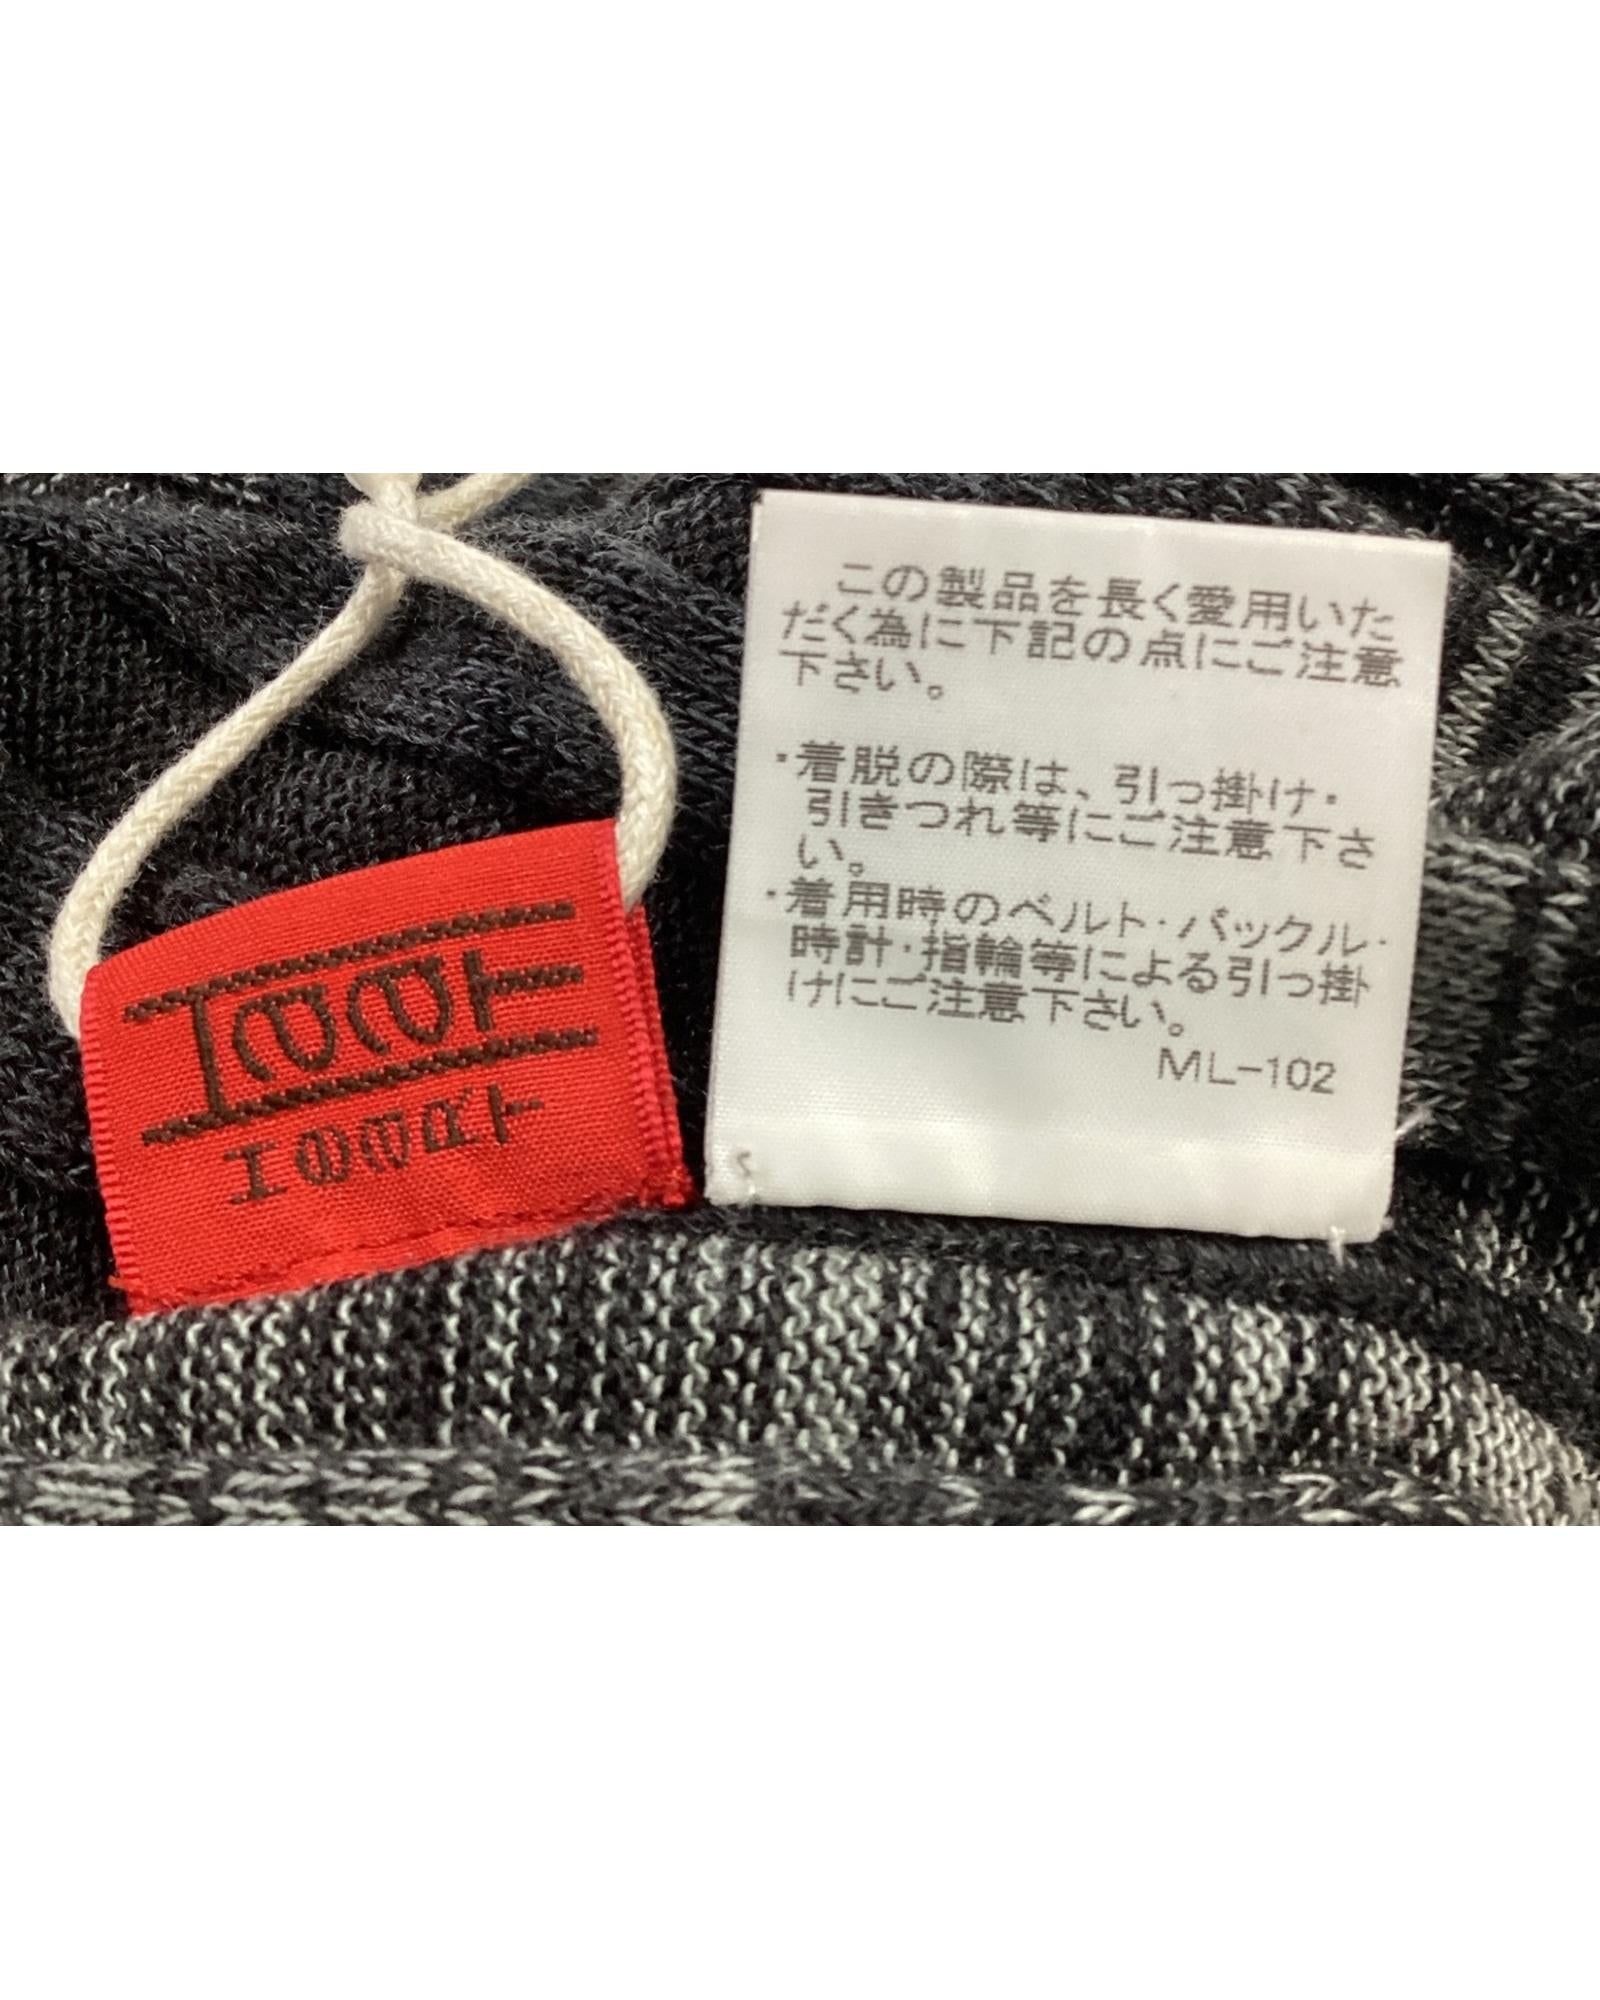 この製品を長く愛用いた
だく為に下記の点にご注意
下さい。
・着脱の際は、引っ掛け・
引きつれ等にご注意下さ
い。
・着用時のベルト・バックル・
時計・指輪等による引っ掛
けにご注意下さい。
ML-102